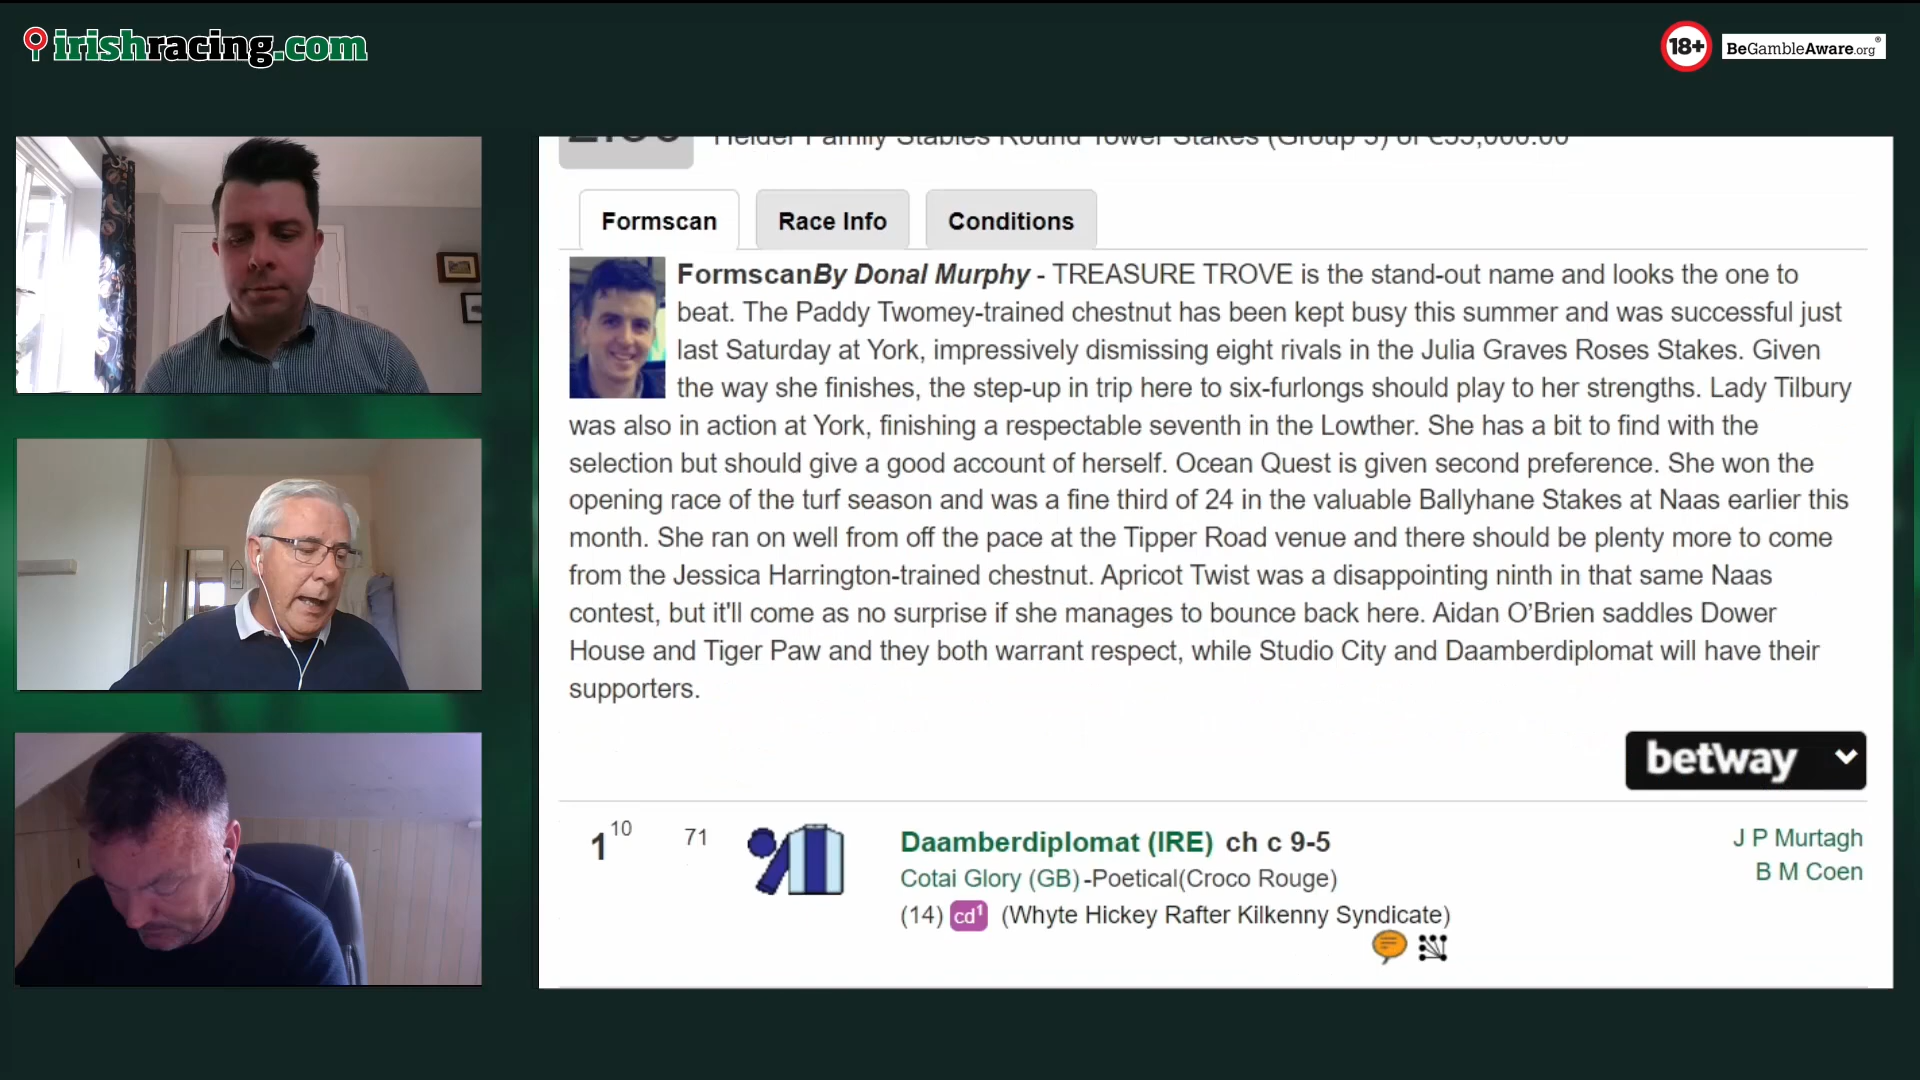 irishracing.com
18+
BeGambleAware.org®
Family Stables Round Tower Stakes (Group 3) of €55,000.00
Formscan
Race Info
Conditions
FormscanBy Donal Murphy - TREASURE TROVE is the stand-out name and looks the one to
beat. The Paddy Twomey-trained chestnut has been kept busy this summer and was successful just
last Saturday at York, impressively dismissing eight rivals in the Julia Graves Roses Stakes. Given
the way she finishes, the step-up in trip here to six-furlongs should play to her strengths. Lady Tilbury
was also in action at York, finishing a respectable seventh in the Lowther. She has a bit to find with the
selection but should give a good account of herself. Ocean Quest is given second preference. She won the
opening race of the turf season and was a fine third of 24 in the valuable Ballyhane Stakes at Naas earlier this
month. She ran on well from off the pace at the Tipper Road venue and there should be plenty more to come
from the Jessica Harrington-trained chestnut. Apricot Twist was a disappointing ninth in that same Naas
contest, but it'll come as no surprise if she manages to bounce back here. Aidan O’Brien saddles Dower
House and Tiger Paw and they both warrant respect, while Studio City and Daamberdiplomat will have their
supporters.
betway
1 10 71 Daamberdiplomat (IRE) ch c 9-5 J P Murtagh
Cotai Glory (GB)-Poetical(Croco Rouge) B M Coen
(14) cd1 (Whyte Hickey Rafter Kilkenny Syndicate)